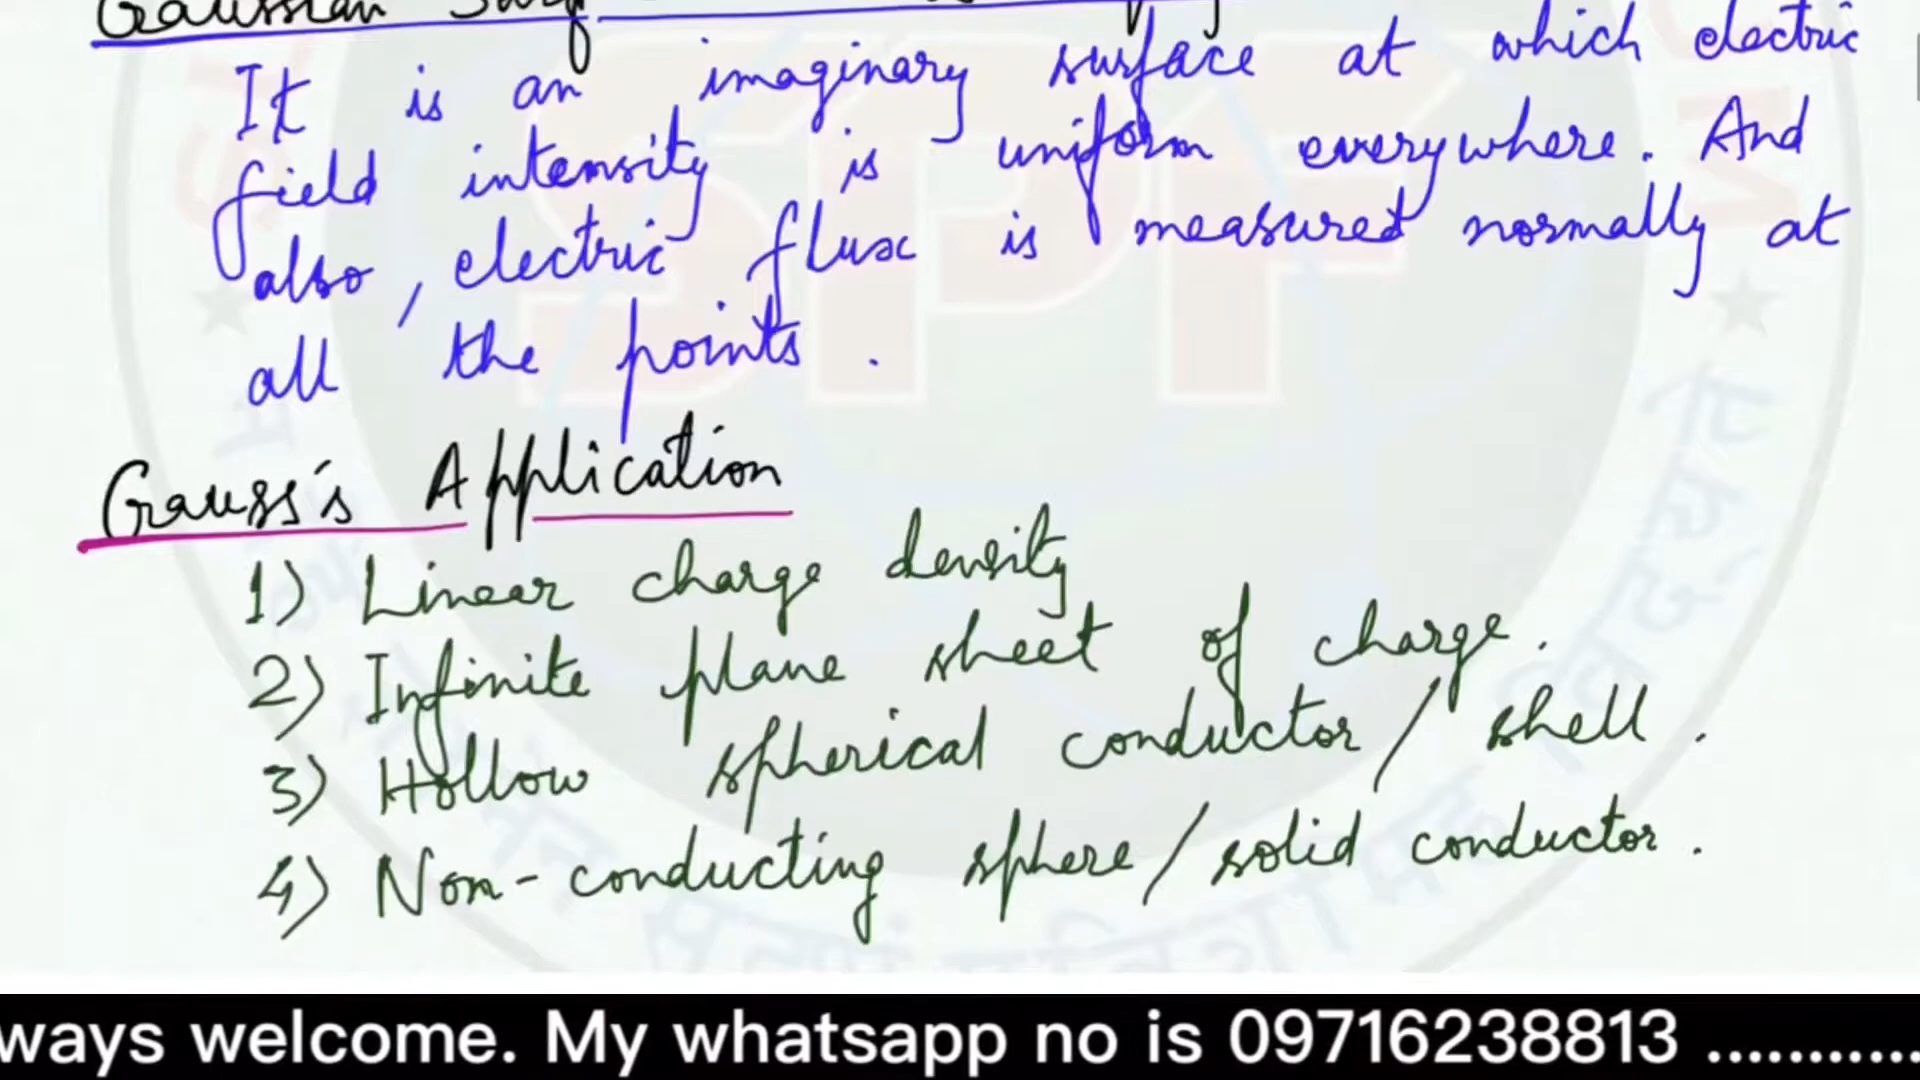 Gaussian
It is an imaginary surface at which electric
field intensity is uniform everywhere. And
also, electric flux is measured normally at
all the points.
Gauss's Application
1) Linear charge density
2) Infinite plane sheet of charge.
3) Hollow spherical conductor/shell.
4) Non-conducting sphere/solid conductor.
SPF
ways welcome. My whatsapp no is 09716238813 ...........